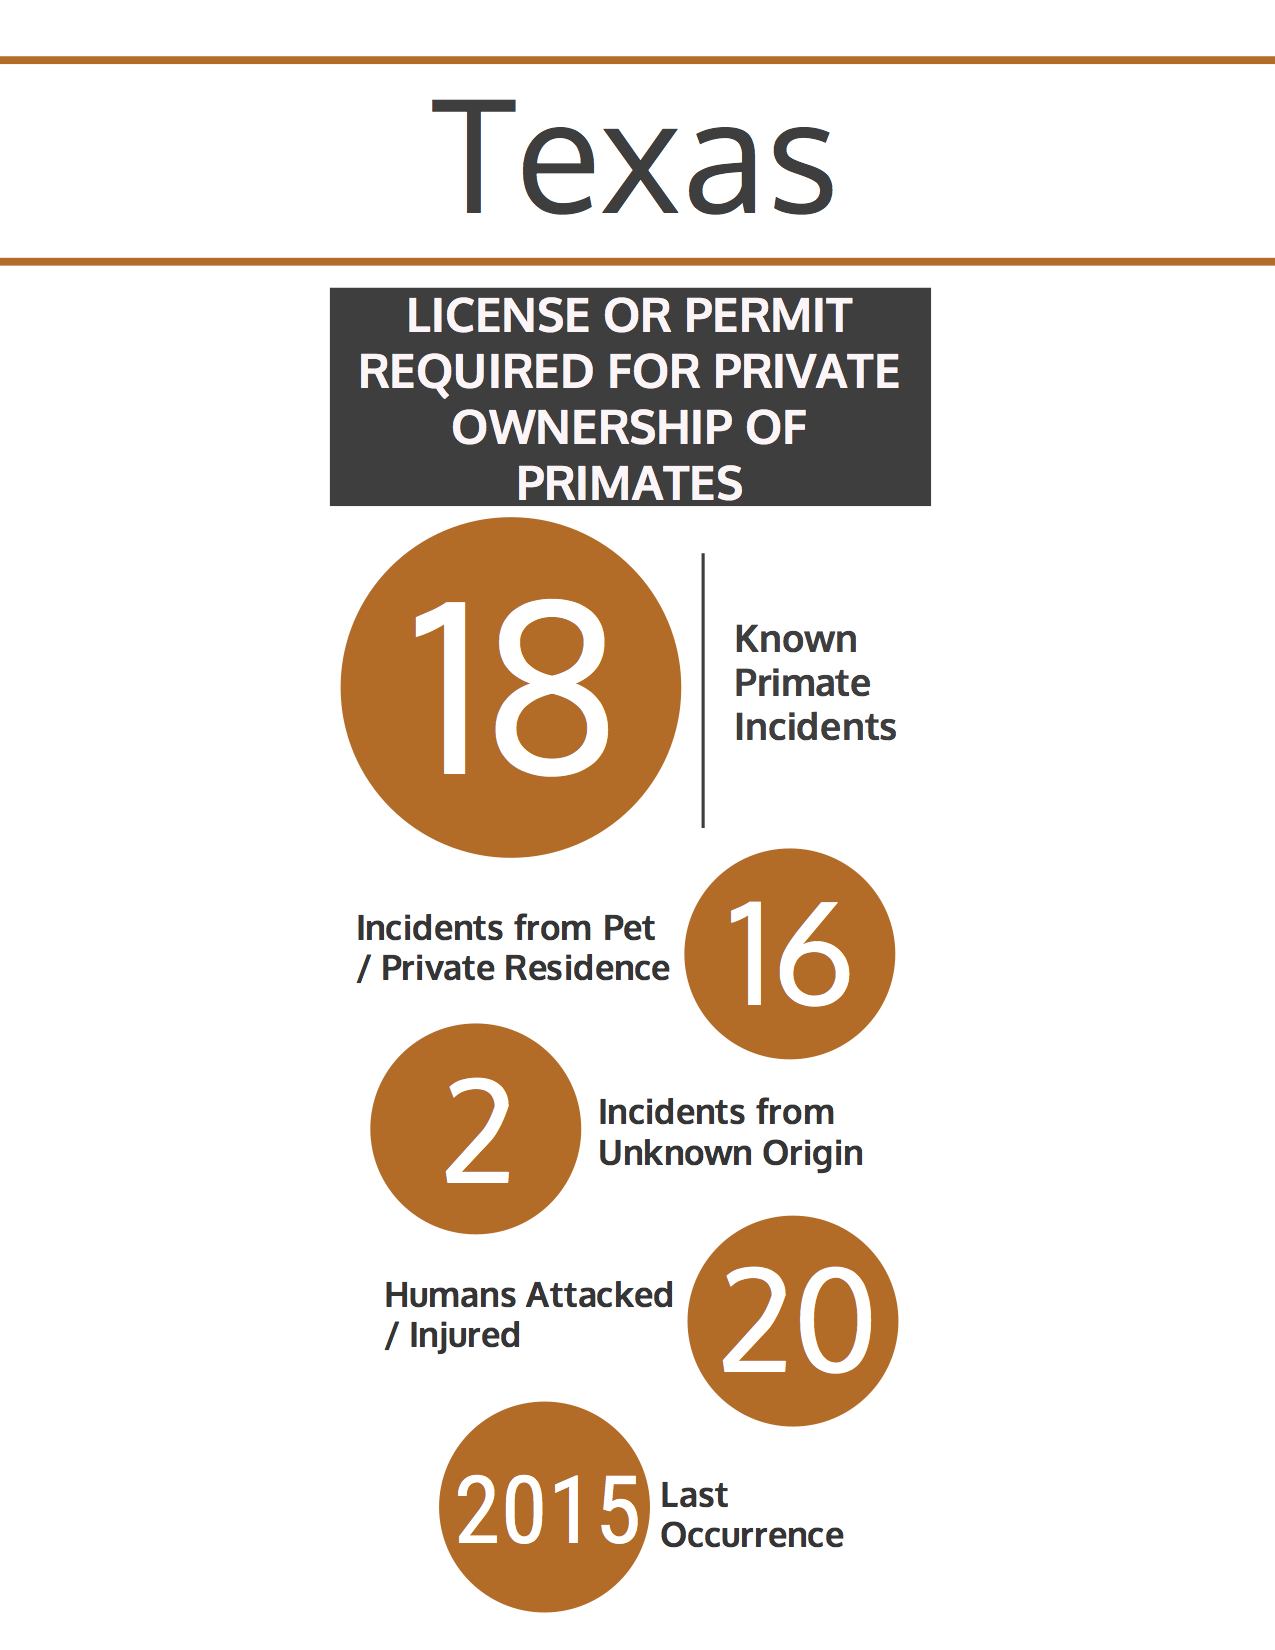 Texas
LICENSE OR PERMIT
REQUIRED FOR PRIVATE
OWNERSHIP OF
PRIMATES
18
Known
Primate
Incidents
Incidents from Pet
/ Private Residence
16
2
Incidents from
Unknown Origin
Humans Attacked
/ Injured
20
2015
Last
Occurrence